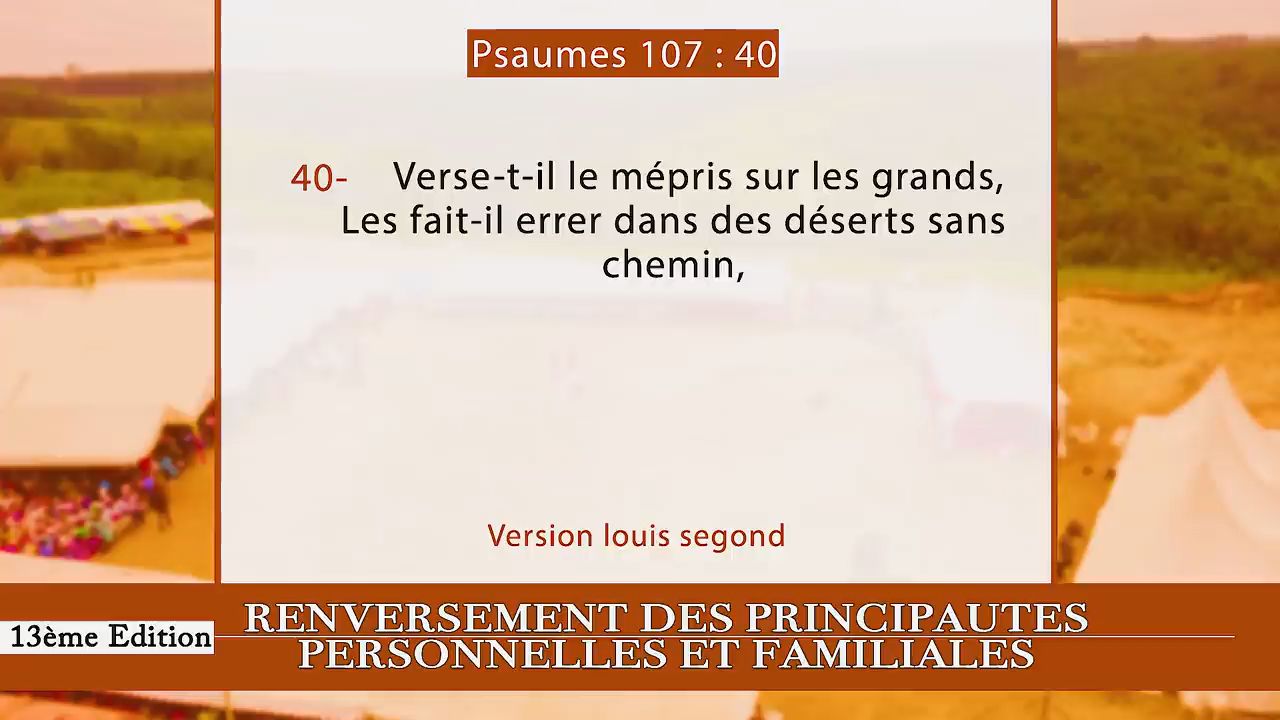 Psaumes 107 : 40
40- Verse-t-il le mépris sur les grands,
Les fait-il errer dans des déserts sans
chemin,
Version louis segond
13ème Edition
RENVERSEMENT DES PRINCIPAUTES
PERSONNELLES ET FAMILIALES